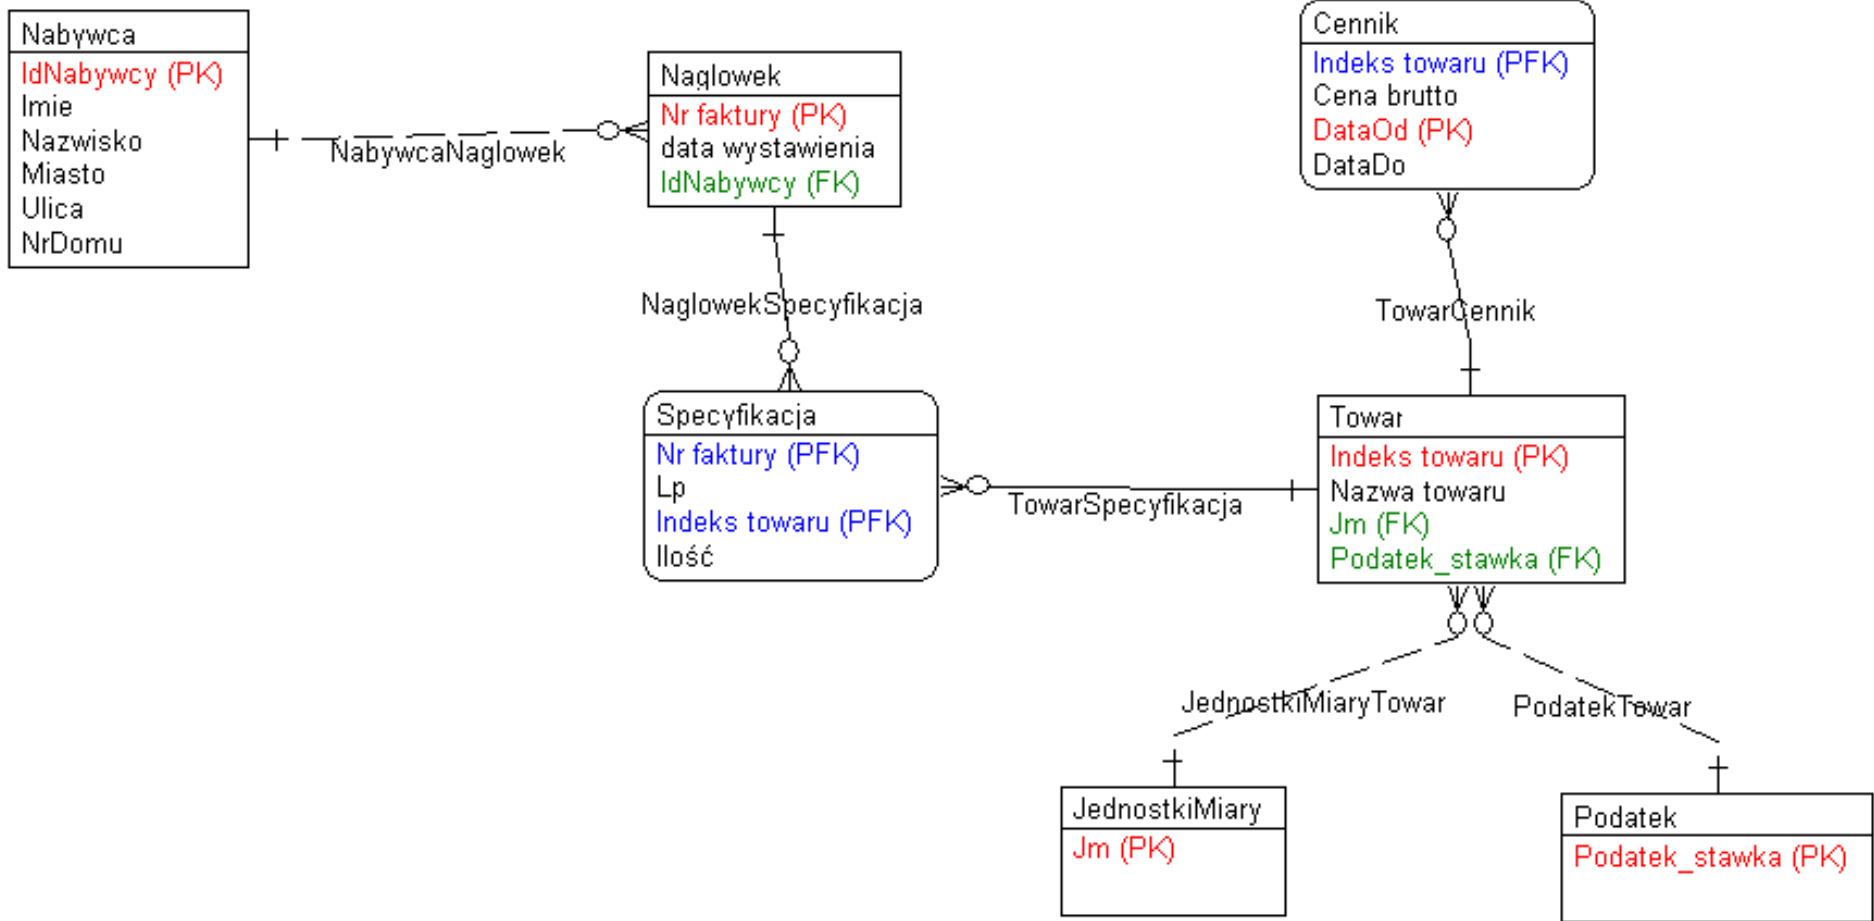 Nabywca
IdNabywcy (PK)
Imie
Nazwisko
Miasto
Ulica
NrDomu
NabywcaNaglowek
Naglowek
Nr faktury (PK)
data wystawienia
IdNabywcy (FK)
NaglowekSpecyfikacja
Cennik
Indeks towaru (PFK)
Cena brutto
DataOd (PK)
DataDo
TowarCennik
Specyfikacja
Nr faktury (PFK)
Lp
Indeks towaru (PFK)
Ilość
TowarSpecyfikacja
Towar
Indeks towaru (PK)
Nazwa towaru
Jm (FK)
Podatek_stawka (FK)
JednostkiMiaryTowar
PodatekTowar
JednostkiMiary
Jm (PK)
Podatek
Podatek_stawka (PK)